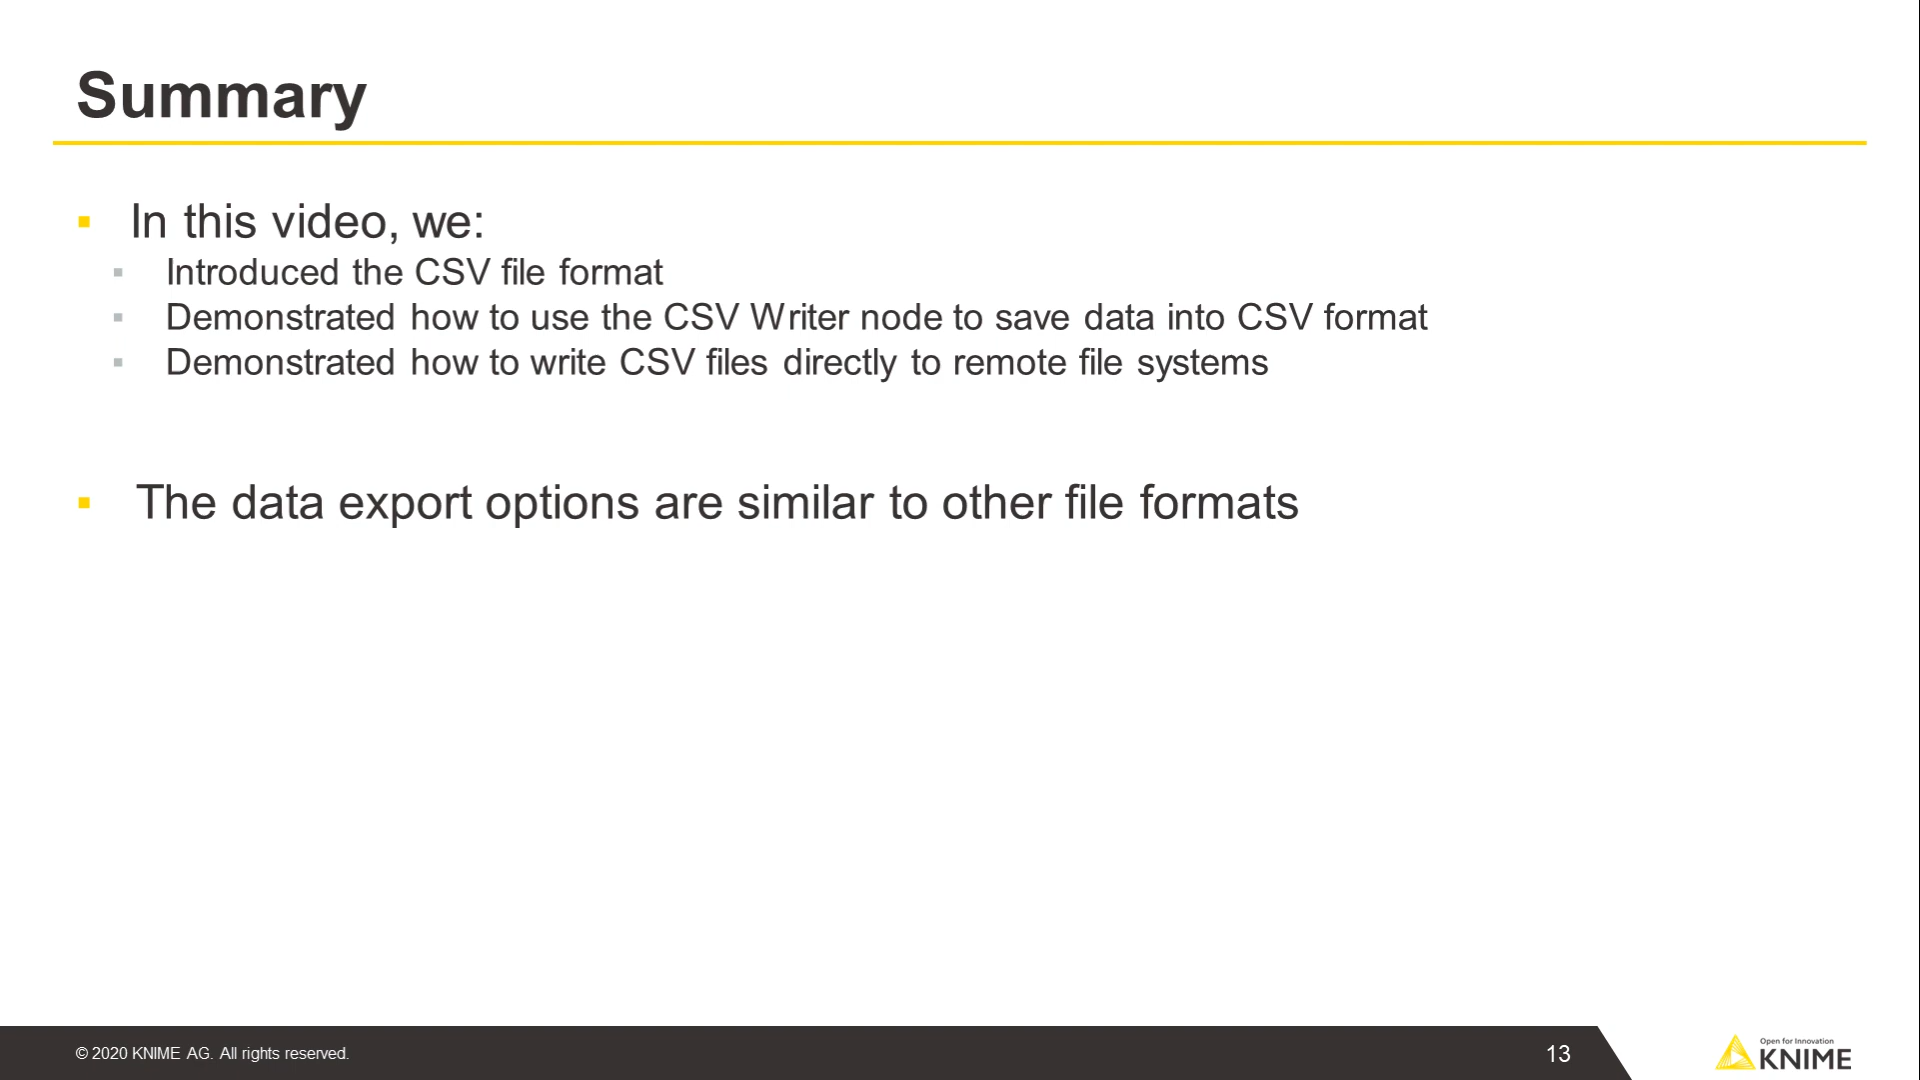 Summary
In this video, we:
Introduced the CSV file format
Demonstrated how to use the CSV Writer node to save data into CSV format
Demonstrated how to write CSV files directly to remote file systems
The data export options are similar to other file formats
© 2020 KNIME AG. All rights reserved.
13
Open for Innovation
KNIME